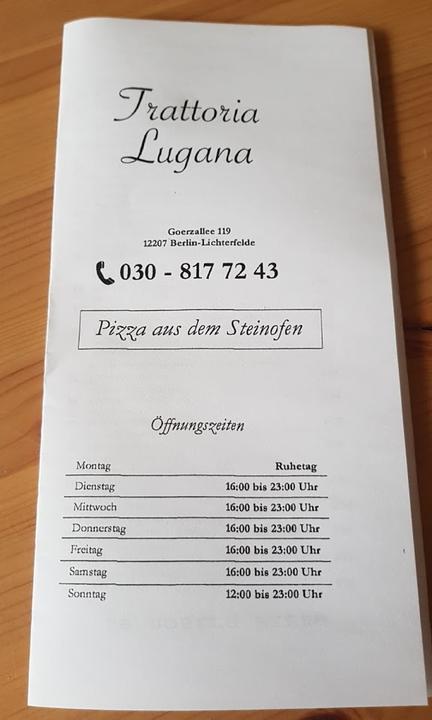 Trattoria
Lugana
Goerzallee 119
12207 Berlin-Lichterfelde
030 - 817 72 43
Pizza aus dem Steinofen
Öffnungszeiten
Montag Ruhetag
Dienstag 16:00 bis 23:00 Uhr
Mittwoch 16:00 bis 23:00 Uhr
Donnerstag 16:00 bis 23:00 Uhr
Freitag 16:00 bis 23:00 Uhr
Samstag 16:00 bis 23:00 Uhr
Sonntag 12:00 bis 23:00 Uhr